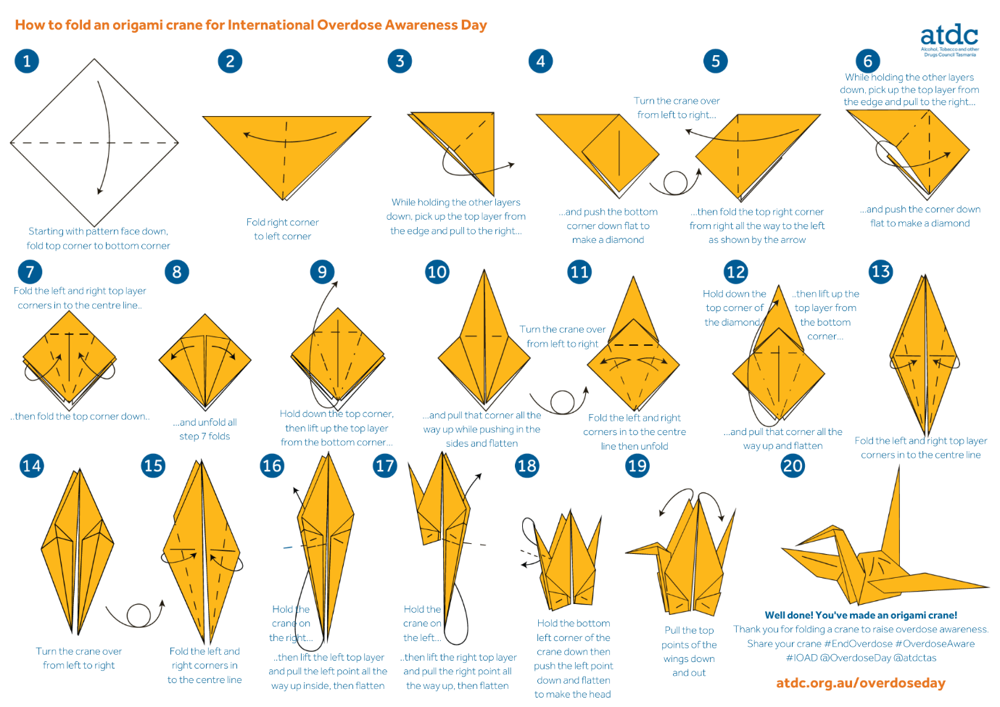 How to fold an origami crane for International Overdose Awareness Day
atdc
Alcohol, Tobacco and other
Drugs Council Tasmania
1
Starting with pattern face down,
fold top corner to bottom corner
2
Fold right corner
to left corner
3
While holding the other layers
down, pick up the top layer from
the edge and pull to the right...
4
...and push the bottom
corner down flat to
make a diamond
Turn the crane over
from left to right...
5
...then fold the top right corner
from right all the way to the left
as shown by the arrow
6
While holding the other layers
down, pick up the top layer from
the edge and pull to the right...
...and push the corner down
flat to make a diamond
7
Fold the left and right top layer
corners in to the centre line..
..then fold the top corner down..
8
...and unfold all
step 7 folds
9
Hold down the top corner,
then lift up the top layer
from the bottom corner...
10
...and pull that corner all the
way up while pushing in the
sides and flatten
Turn the crane over
from left to right
11
Fold the left and right
corners in to the centre
line then unfold
12
Hold down the
top corner of
the diamond
..then lift up the
top layer from
the bottom
corner...
...and pull that corner all the
way up and flatten
13
Fold the left and right top layer
corners in to the centre line
14
Turn the crane over
from left to right
15
Fold the left and
right corners in
to the centre line
16
Hold the
crane on
the right...
..then lift the left top layer
and pull the left point all the
way up inside, then flatten
17
Hold the
crane on
the left...
..then lift the right top layer
and pull the right point all
the way up, then flatten
18
Hold the bottom
left corner of the
crane down then
push the left point
down and flatten
to make the head
19
Pull the top
points of the
wings down
and out
20
Well done! You've made an origami crane!
Thank you for folding a crane to raise overdose awareness.
Share your crane #EndOverdose #OverdoseAware
#IOAD @OverdoseDay @atdctas
atdc.org.au/overdoseday